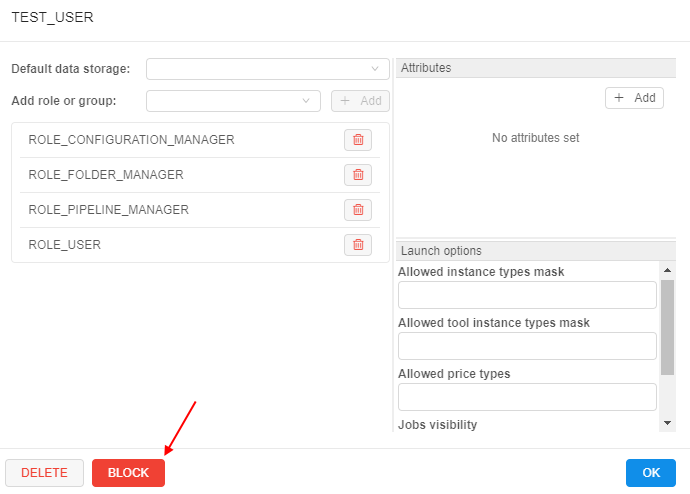 TEST_USER
Default data storage:
Add role or group:
+ Add
ROLE_CONFIGURATION_MANAGER
ROLE_FOLDER_MANAGER
ROLE_PIPELINE_MANAGER
ROLE_USER
Attributes
+ Add
No attributes set
Launch options
Allowed instance types mask
Allowed tool instance types mask
Allowed price types
Jobs visibility
DELETE
BLOCK
OK